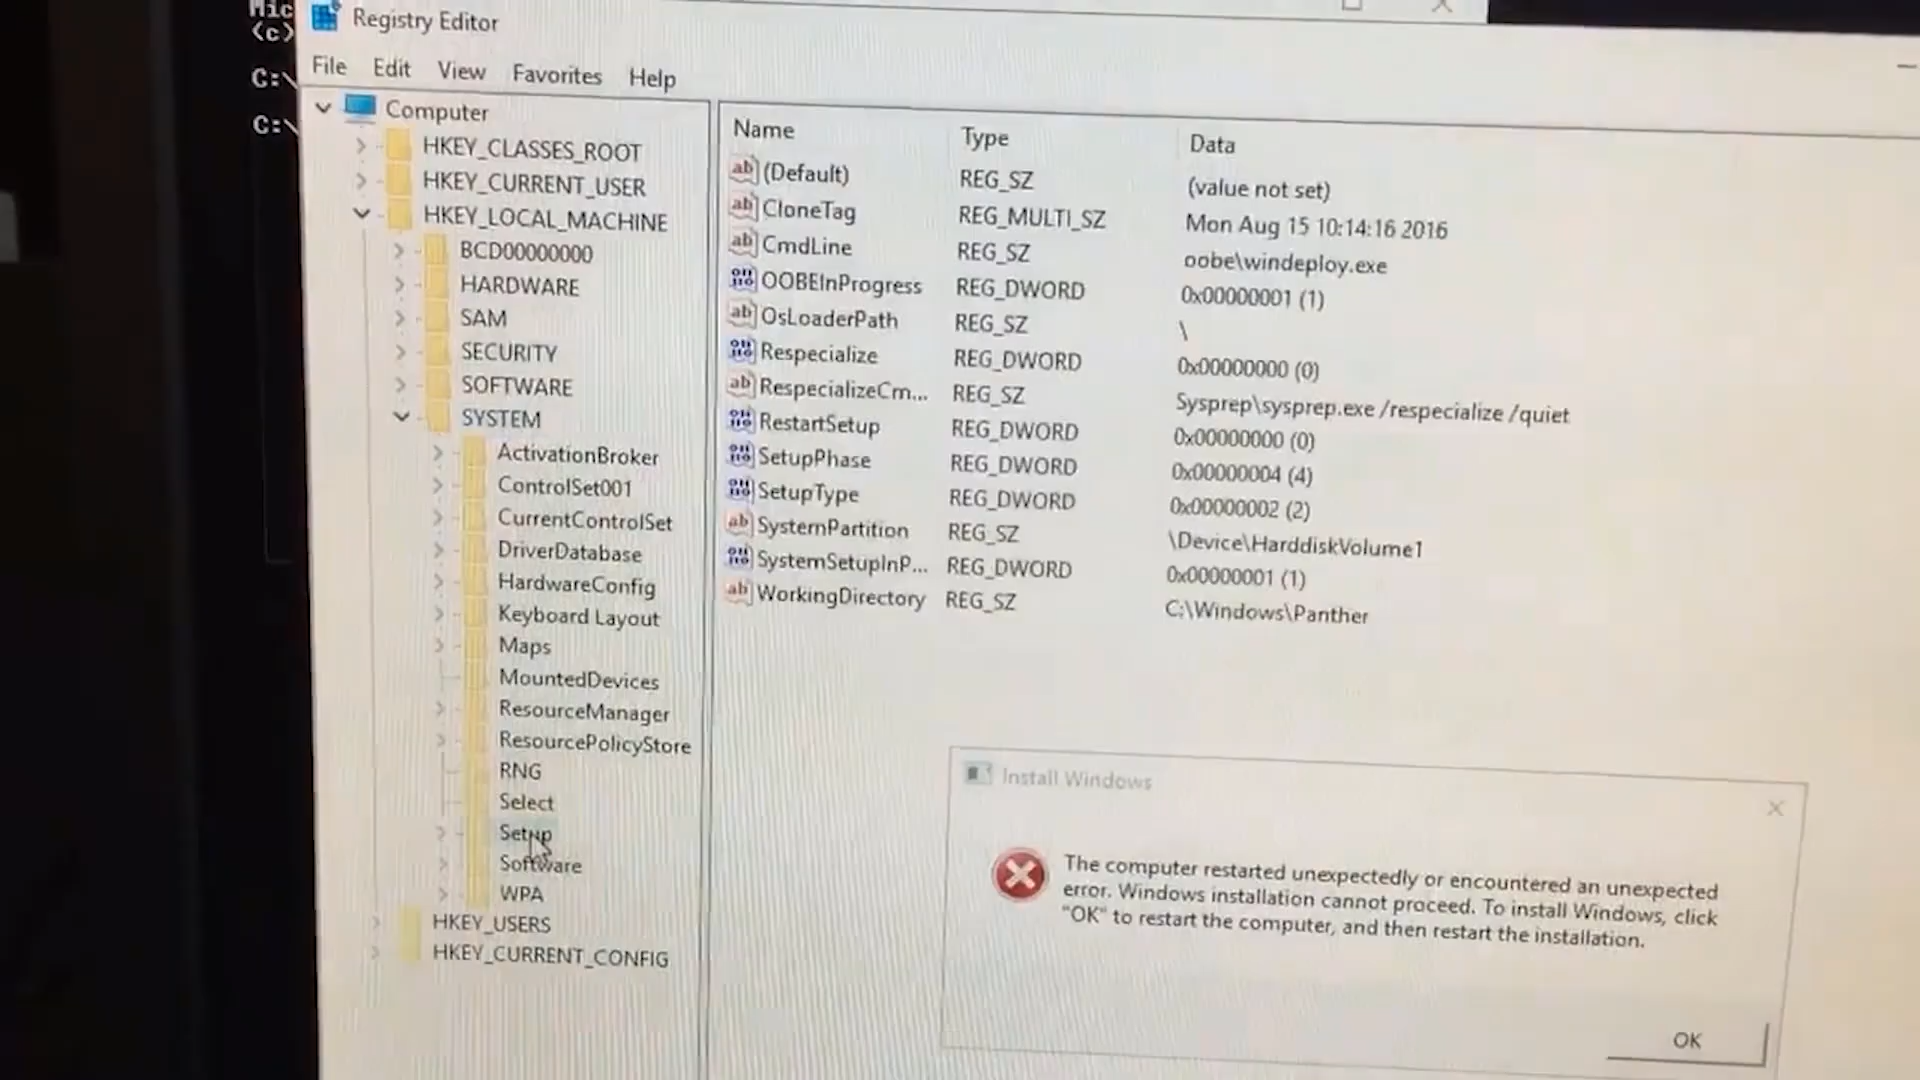 Mic
(c)
C:\
C:\
Registry Editor
File Edit View Favorites Help
Computer
HKEY_CLASSES_ROOT
HKEY_CURRENT_USER
HKEY_LOCAL_MACHINE
BCD00000000
HARDWARE
SAM
SECURITY
SOFTWARE
SYSTEM
ActivationBroker
ControlSet001
CurrentControlSet
DriverDatabase
HardwareConfig
Keyboard Layout
Maps
MountedDevices
ResourceManager
ResourcePolicyStore
RNG
Select
Setup
Software
WPA
HKEY_USERS
HKEY_CURRENT_CONFIG
Name Type Data
(Default) REG_SZ (value not set)
CloneTag REG_MULTI_SZ Mon Aug 15 10:14:16 2016
CmdLine REG_SZ oobe\windeploy.exe
OOBEInProgress REG_DWORD 0x00000001 (1)
OsLoaderPath REG_SZ \
Respecialize REG_DWORD 0x00000000 (0)
RespecializeCm... REG_SZ Sysprep\sysprep.exe /respecialize /quiet
RestartSetup REG_DWORD 0x00000000 (0)
SetupPhase REG_DWORD 0x00000004 (4)
SetupType REG_DWORD 0x00000002 (2)
SystemPartition REG_SZ \Device\HarddiskVolume1
SystemSetupInP... REG_DWORD 0x00000001 (1)
WorkingDirectory REG_SZ C:\Windows\Panther
Install Windows
The computer restarted unexpectedly or encountered an unexpected
error. Windows installation cannot proceed. To install Windows, click
"OK" to restart the computer, and then restart the installation.
OK